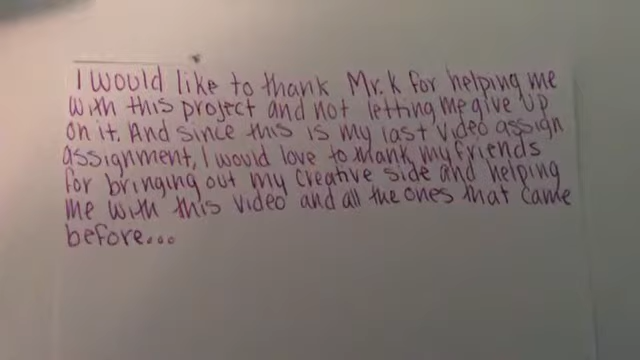 I would like to thank Mr. K for helping me
with this project and not letting me give up
on it. And since this is my last video assign
assignment, I would love to thank my friends
for bringing out my creative side and helping
me with this video and all the ones that came
before...